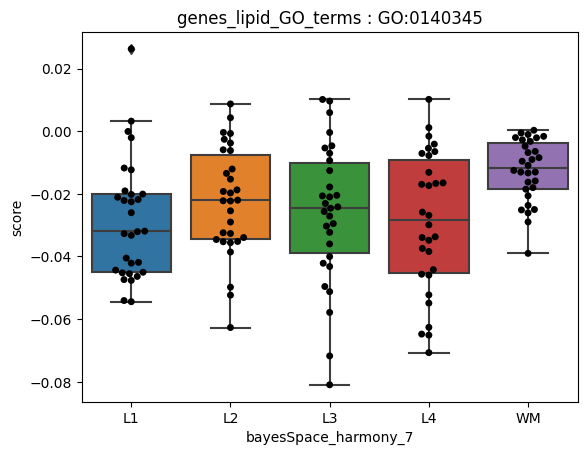 genes_lipid_GO_terms : GO:0140345
0.02
0.00
−0.02
−0.04
−0.06
−0.08
score
L1 L2 L3 L4 WM
bayesSpace_harmony_7